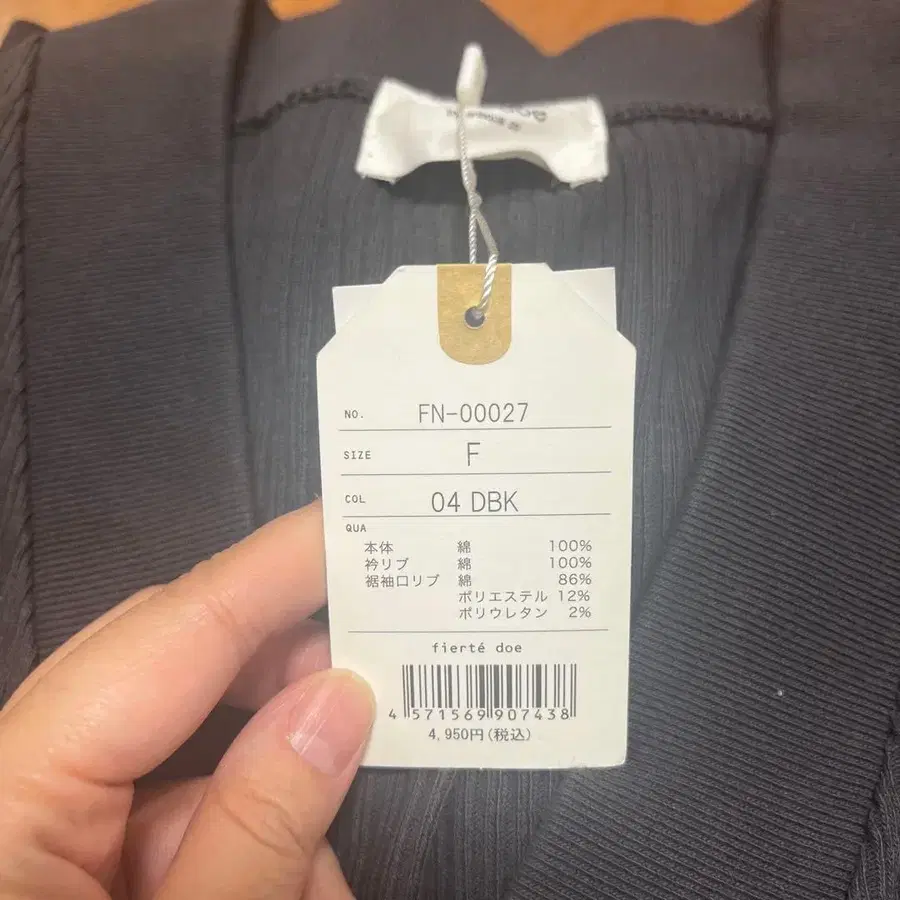 NO. FN-00027
SIZE F
COL 04 DBK
QUA
本体 綿 100%
衿リブ 綿 100%
裾袖口リブ 綿 86%
ポリエステル 12%
ポリウレタン 2%
fierté doe
4 571569 907438
4,950円(税込)